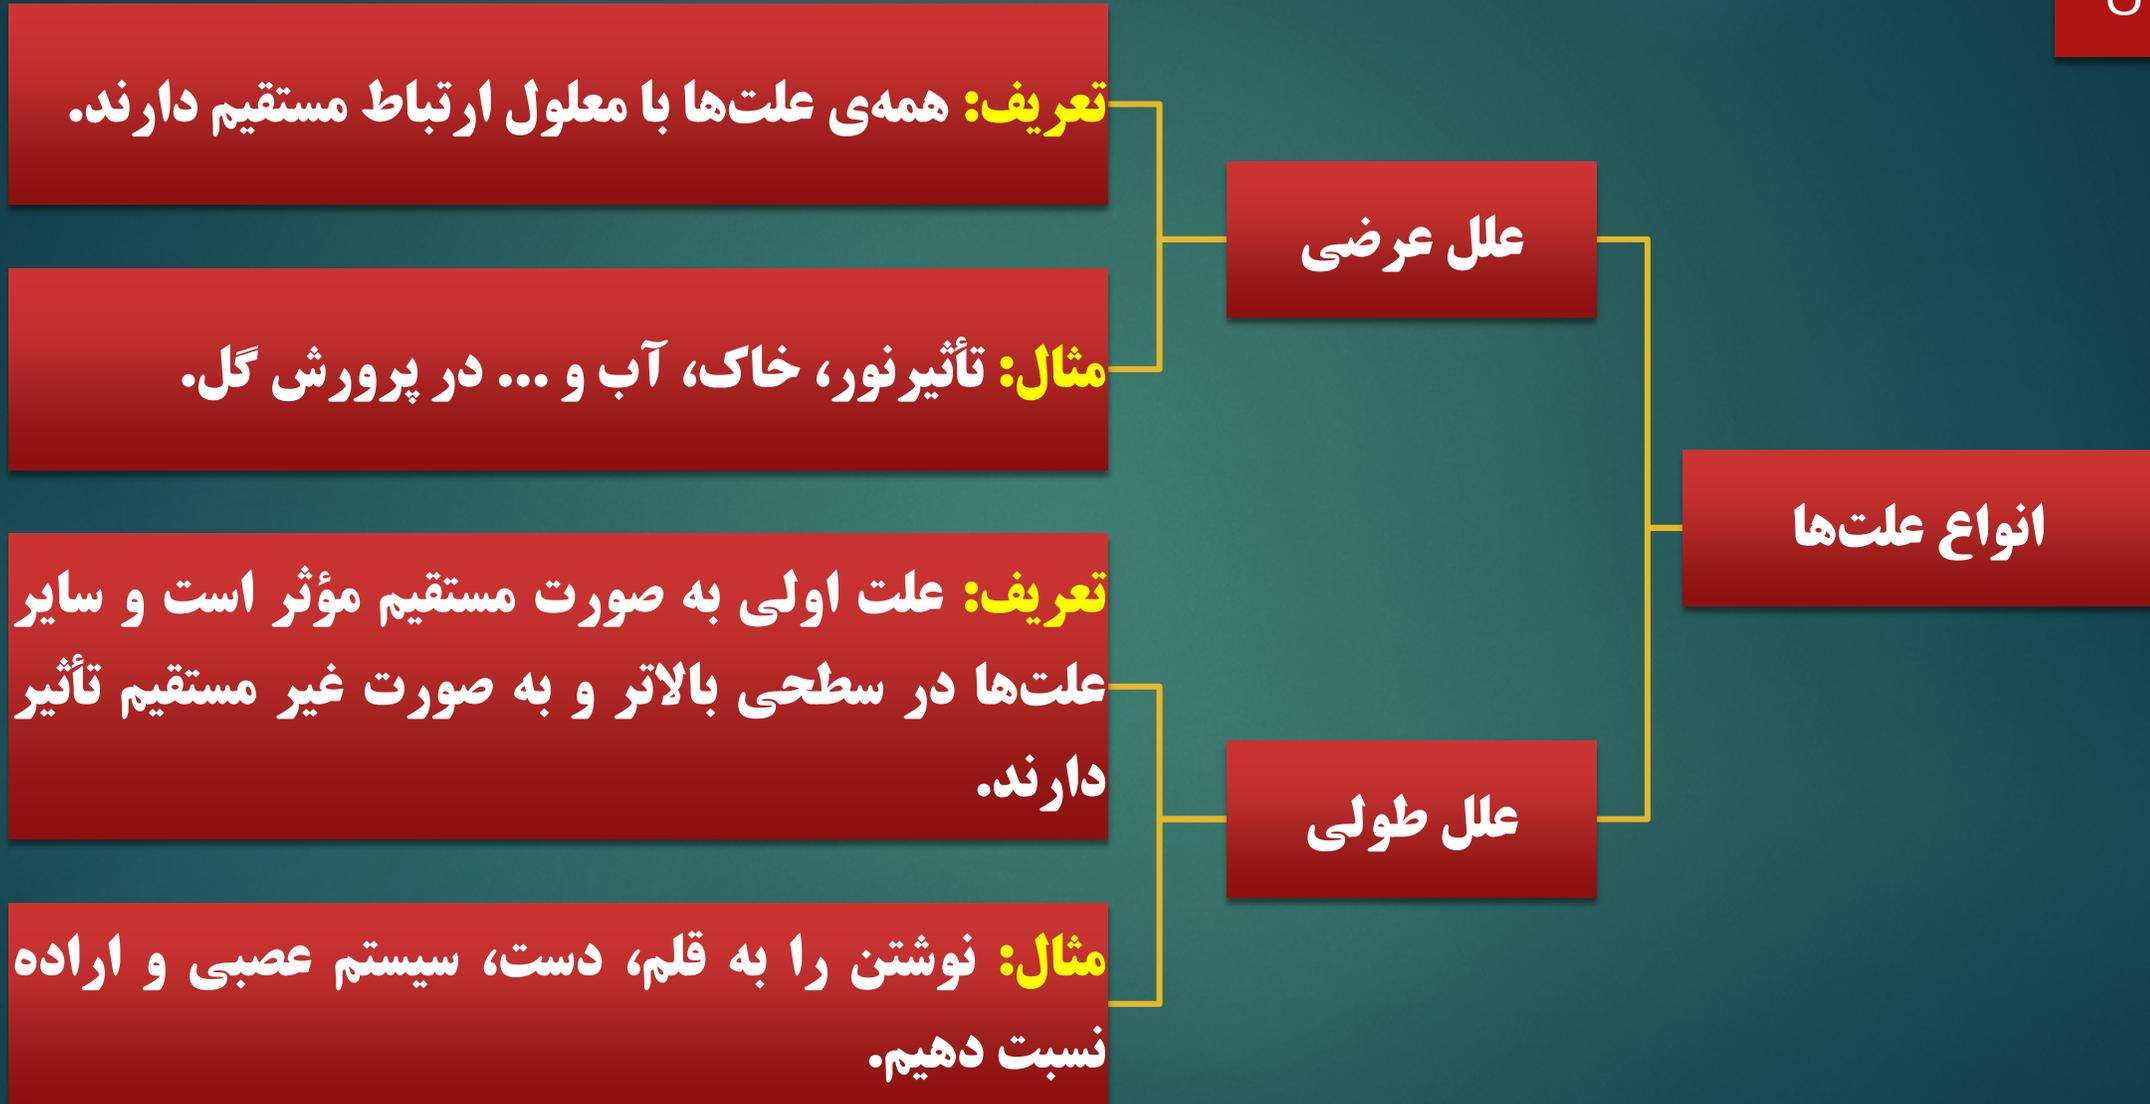 انواع علت‌ها
علل عرضی
تعریف: همه‌ی علت‌ها با معلول ارتباط مستقیم دارند.
مثال: تأثیرنور، خاک، آب و ... در پرورش گل.
علل طولی
تعریف: علت اولی به صورت مستقیم مؤثر است و سایر
علت‌ها در سطحی بالاتر و به صورت غیر مستقیم تأثیر
دارند.
مثال: نوشتن را به قلم، دست، سیستم عصبی و اراده
نسبت دهیم.